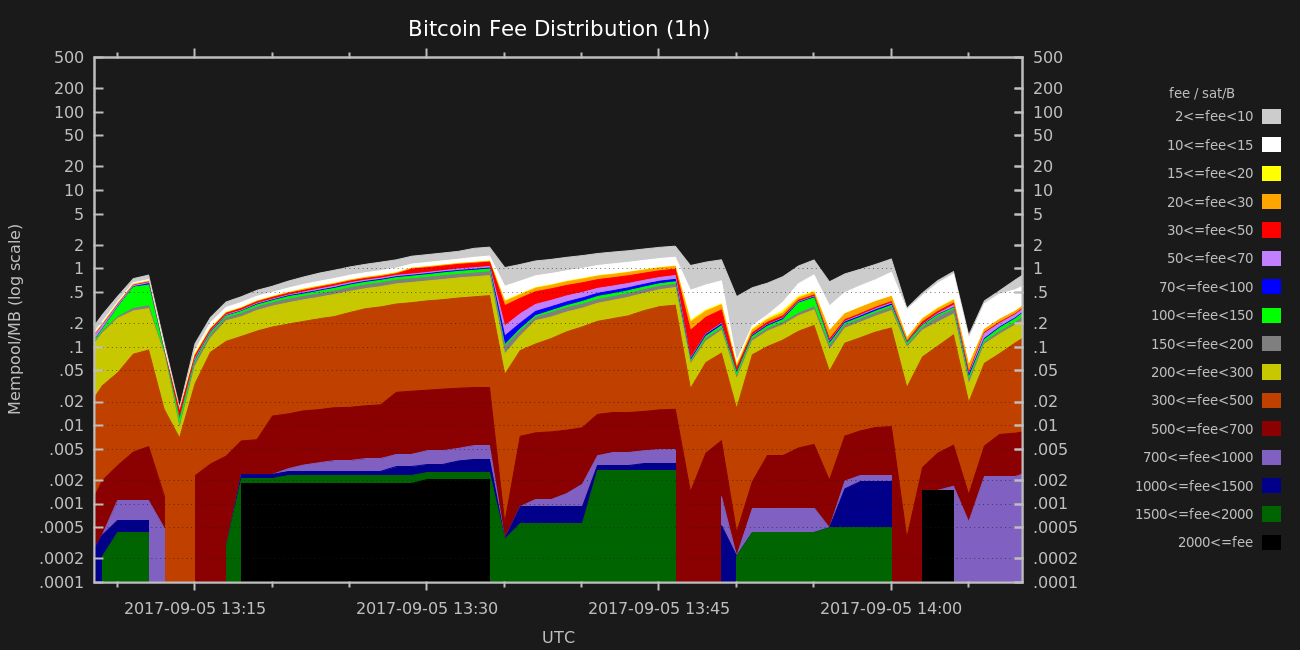 Bitcoin Fee Distribution (1h)
500 500
200 200
100 100
50 50
20 20
10 10
5 5
2 2
1 1
.5 .5
.2 .2
.1 .1
.05 .05
.02 .02
.01 .01
.005 .005
.002 .002
.001 .001
.0005 .0005
.0002 .0002
.0001 .0001
Mempool/MB (log scale)
2017-09-05 13:15 2017-09-05 13:30 2017-09-05 13:45 2017-09-05 14:00
UTC
fee / sat/B
2<=fee<10
10<=fee<15
15<=fee<20
20<=fee<30
30<=fee<50
50<=fee<70
70<=fee<100
100<=fee<150
150<=fee<200
200<=fee<300
300<=fee<500
500<=fee<700
700<=fee<1000
1000<=fee<1500
1500<=fee<2000
2000<=fee